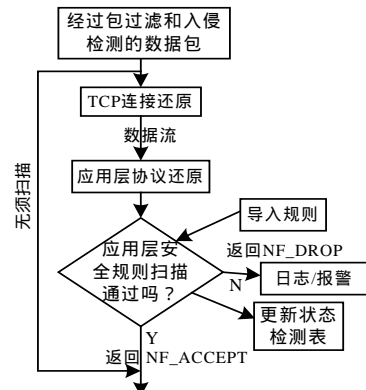 经过包过滤和入侵
检测的数据包
TCP连接还原
数据流
无须扫描
应用层协议还原
导入规则
应用层安
全规则扫描
通过吗？
返回NF_DROP
N
日志/报警
更新状态
检测表
Y
返回 NF_ACCEPT